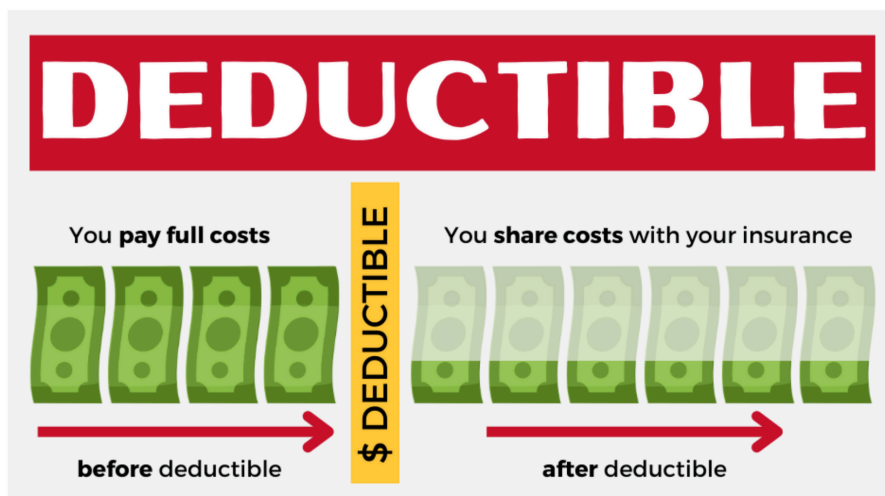 DEDUCTIBLE
You pay full costs
$ DEDUCTIBLE
You share costs with your insurance
before deductible
after deductible